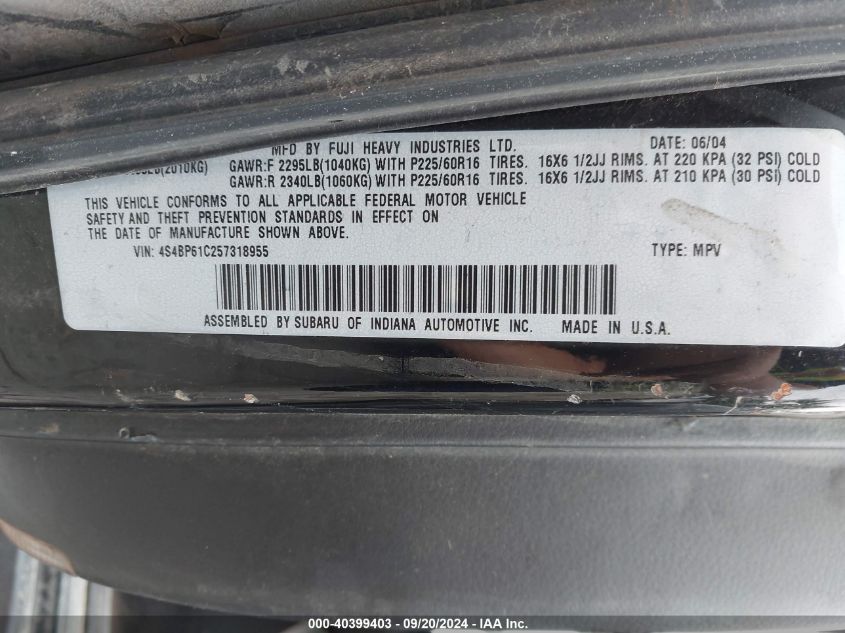 MFD BY FUJI HEAVY INDUSTRIES LTD. DATE: 06/04
(2010KG) GAWR:F 2295LB(1040KG) WITH P225/60R16 TIRES. 16X6 1/2JJ RIMS. AT 220 KPA (32 PSI) COLD
GAWR:R 2340LB(1060KG) WITH P225/60R16 TIRES. 16X6 1/2JJ RIMS. AT 210 KPA (30 PSI) COLD
THIS VEHICLE CONFORMS TO ALL APPLICABLE FEDERAL MOTOR VEHICLE
SAFETY AND THEFT PREVENTION STANDARDS IN EFFECT ON
THE DATE OF MANUFACTURE SHOWN ABOVE.
VIN: 4S4BP61C257318955 TYPE: MPV
ASSEMBLED BY SUBARU OF INDIANA AUTOMOTIVE INC. MADE IN U.S.A.
000-40399403 - 09/20/2024 - IAA Inc.